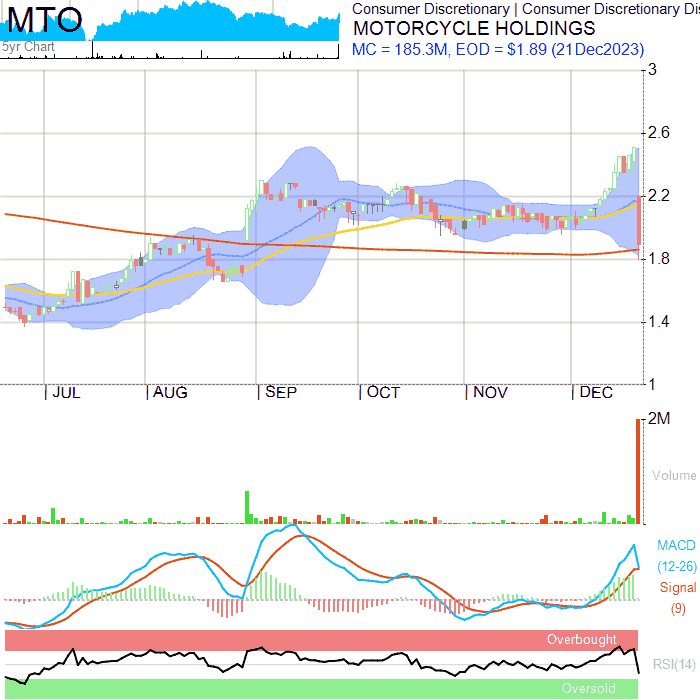 MTO
5yr Chart
Consumer Discretionary | Consumer Discretionary Di
MOTORCYCLE HOLDINGS
MC = 185.3M, EOD = $1.89 (21Dec2023)
3
2.6
2.2
1.8
1.4
1
JUL AUG SEP OCT NOV DEC
2M
Volume
MACD
(12-26)
Signal
(9)
Overbought
RSI(14)
Oversold